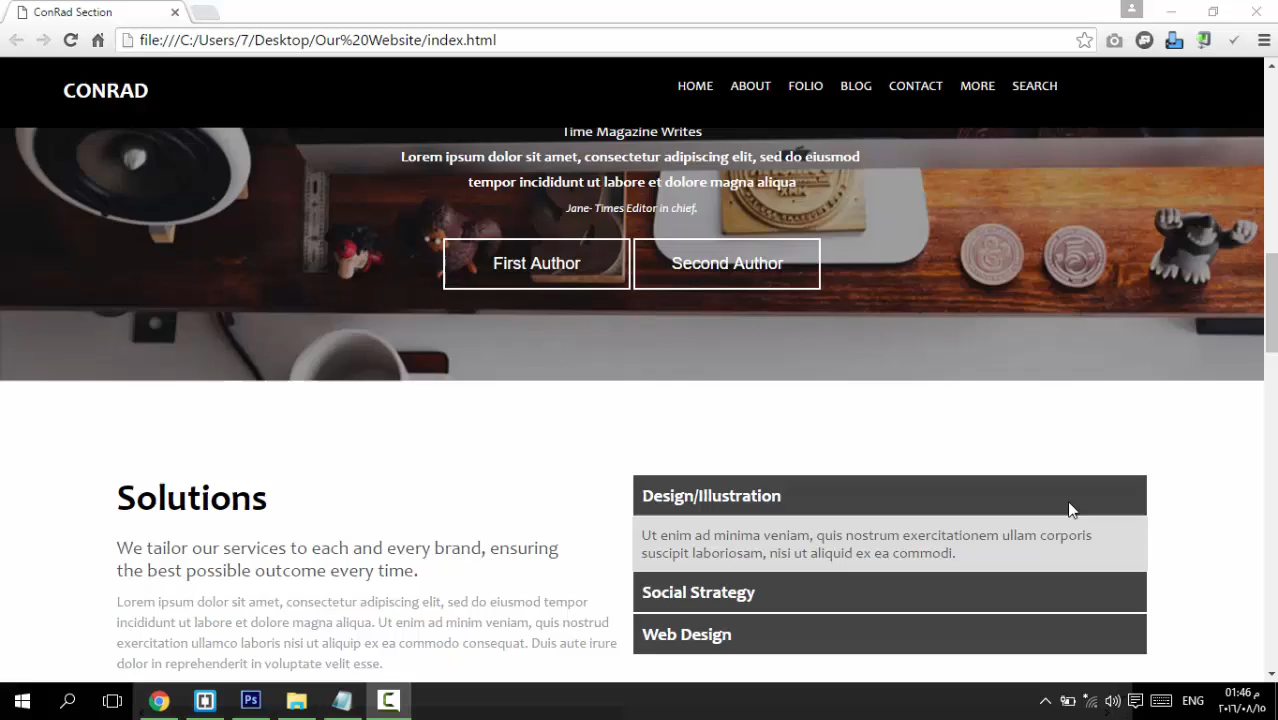 ConRad Section
file:///C:/Users/7/Desktop/Our%20Website/index.html
CONRAD
HOME ABOUT FOLIO BLOG CONTACT MORE SEARCH
Time Magazine Writes
Lorem ipsum dolor sit amet, consectetur adipiscing elit, sed do eiusmod
tempor incididunt ut labore et dolore magna aliqua
Jane- Times Editor in chief.
First Author
Second Author
Solutions
We tailor our services to each and every brand, ensuring
the best possible outcome every time.
Lorem ipsum dolor sit amet, consectetur adipiscing elit, sed do eiusmod tempor
incididunt ut labore et dolore magna aliqua. Ut enim ad minim veniam, quis nostrud
exercitation ullamco laboris nisi ut aliquip ex ea commodo consequat. Duis aute irure
dolor in reprehenderit in voluptate velit esse.
Design/Illustration
Ut enim ad minima veniam, quis nostrum exercitationem ullam corporis
suscipit laboriosam, nisi ut aliquid ex ea commodi.
Social Strategy
Web Design
Ps
ENG
01:46 م
٢٠١٦/٠٨/١٥